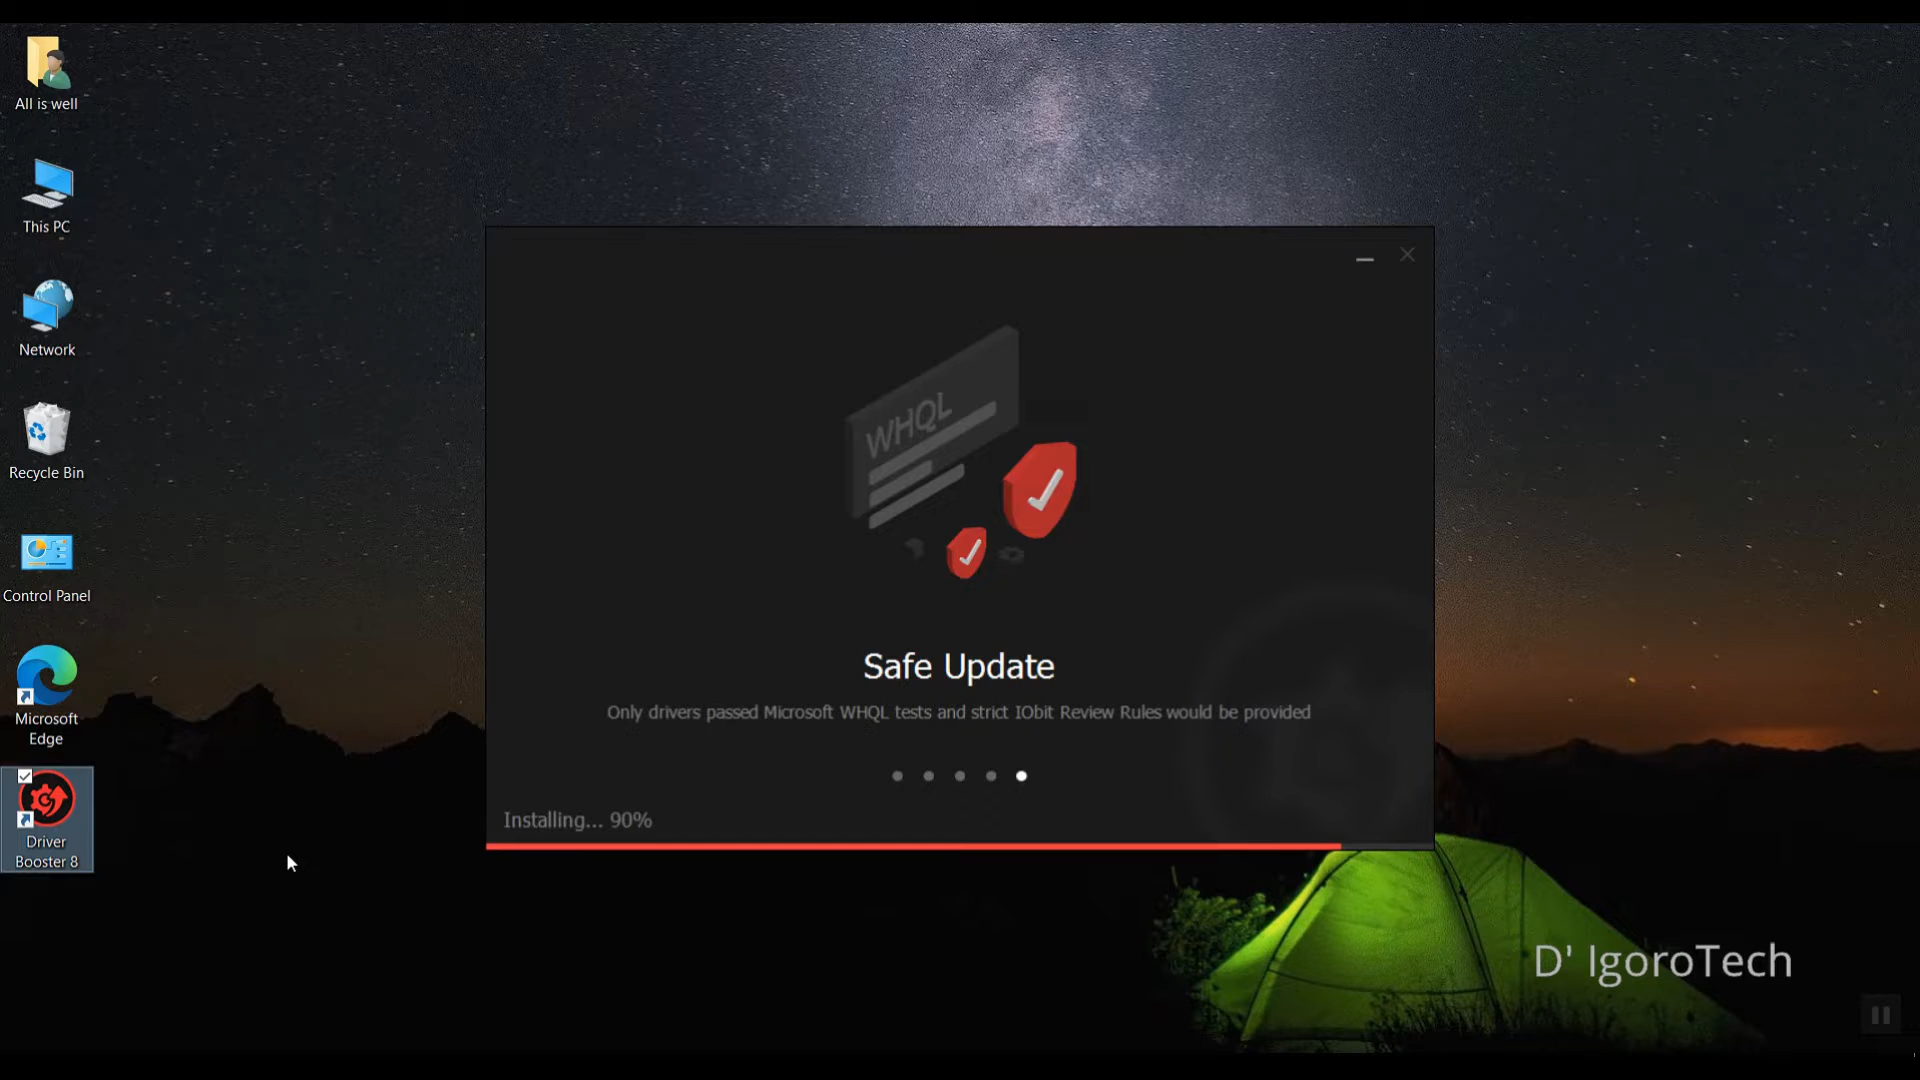 All is well
This PC
Network
Recycle Bin
Control Panel
Microsoft
Edge
Driver
Booster 8
WHQL
Safe Update
Only drivers passed Microsoft WHQL tests and strict IObit Review Rules would be provided
Installing... 90%
D' IgoroTech